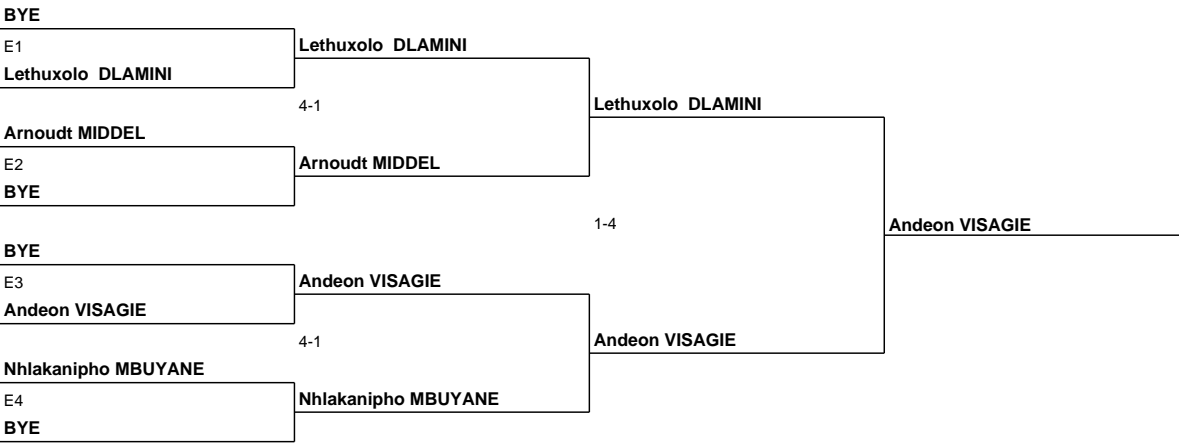 BYE
E1
Lethuxolo DLAMINI
Lethuxolo DLAMINI
4-1
Lethuxolo DLAMINI
Arnoudt MIDDEL
E2
Arnoudt MIDDEL
BYE
1-4
Andeon VISAGIE
BYE
E3
Andeon VISAGIE
Andeon VISAGIE
4-1
Andeon VISAGIE
Nhlakanipho MBUYANE
E4
Nhlakanipho MBUYANE
BYE